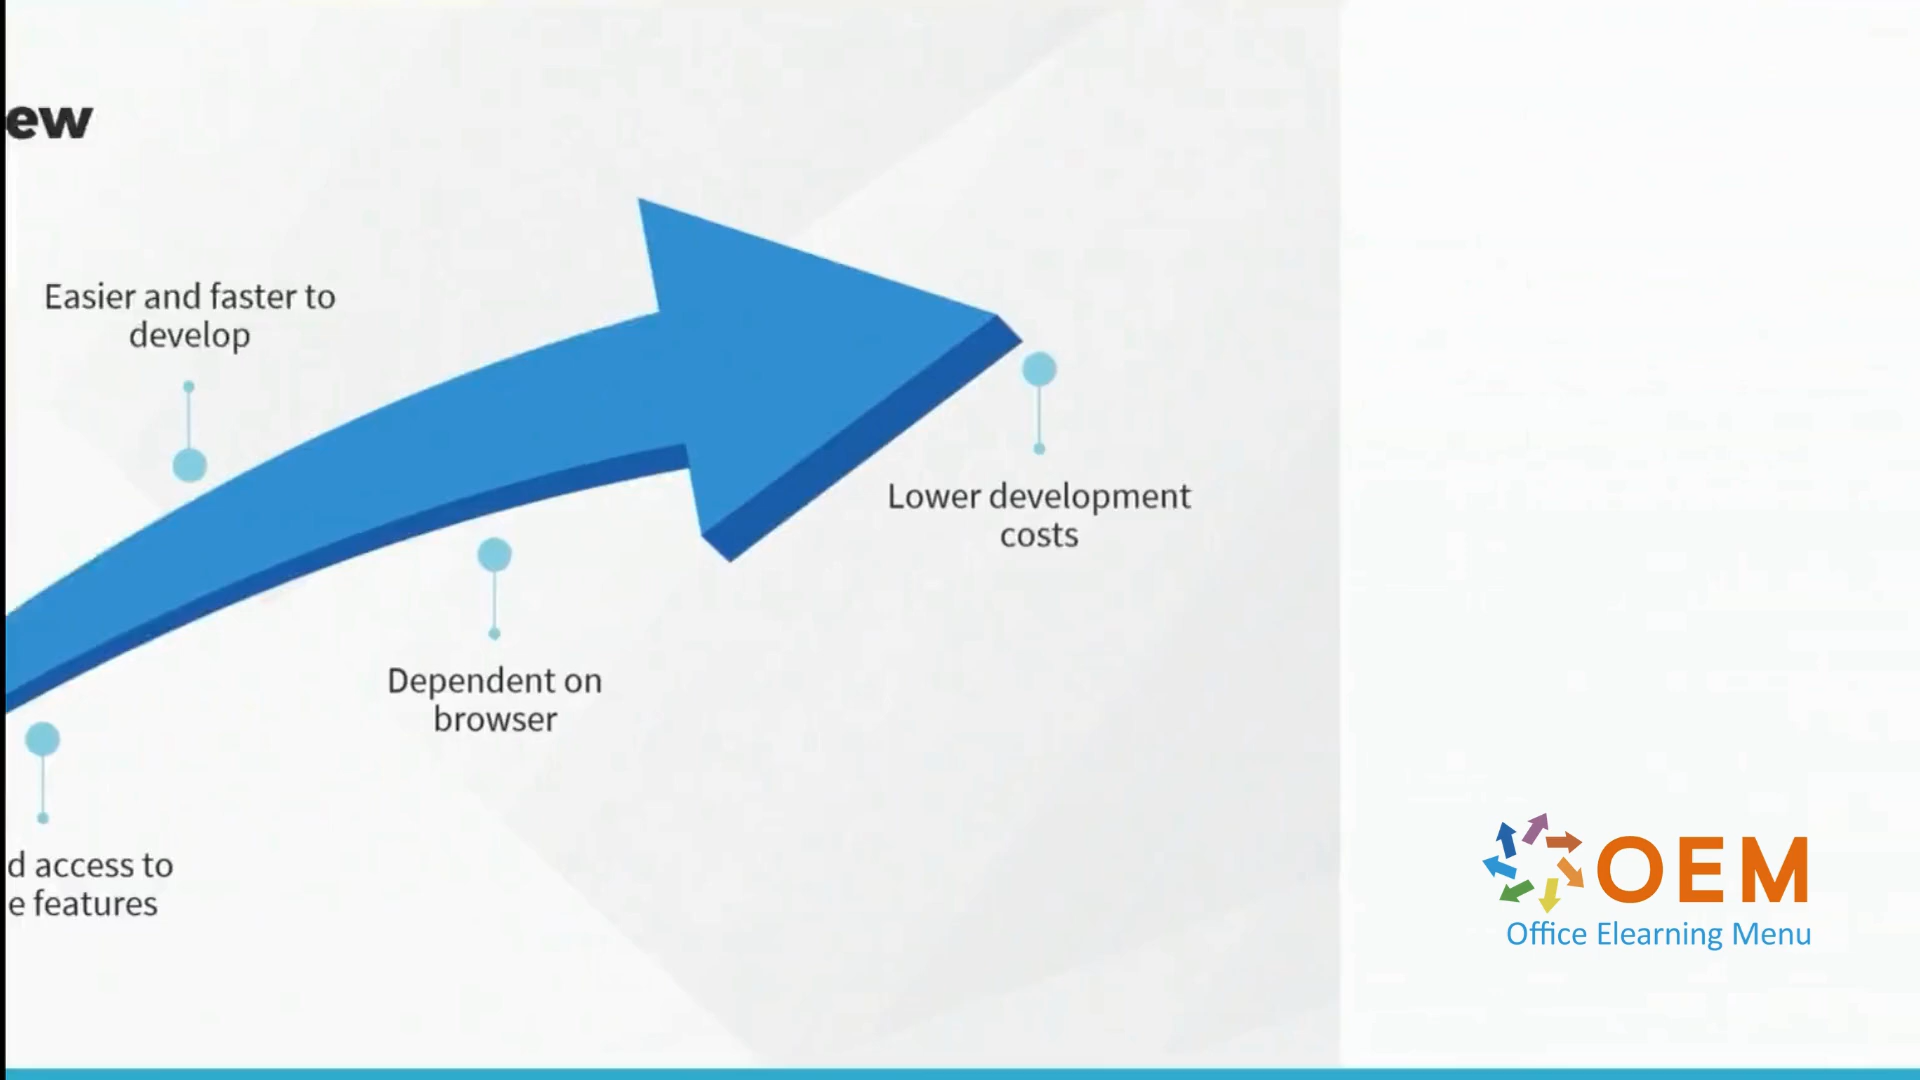 ew
Easier and faster to
develop
Lower development
costs
Dependent on
browser
d access to
e features
OEM
Office Elearning Menu